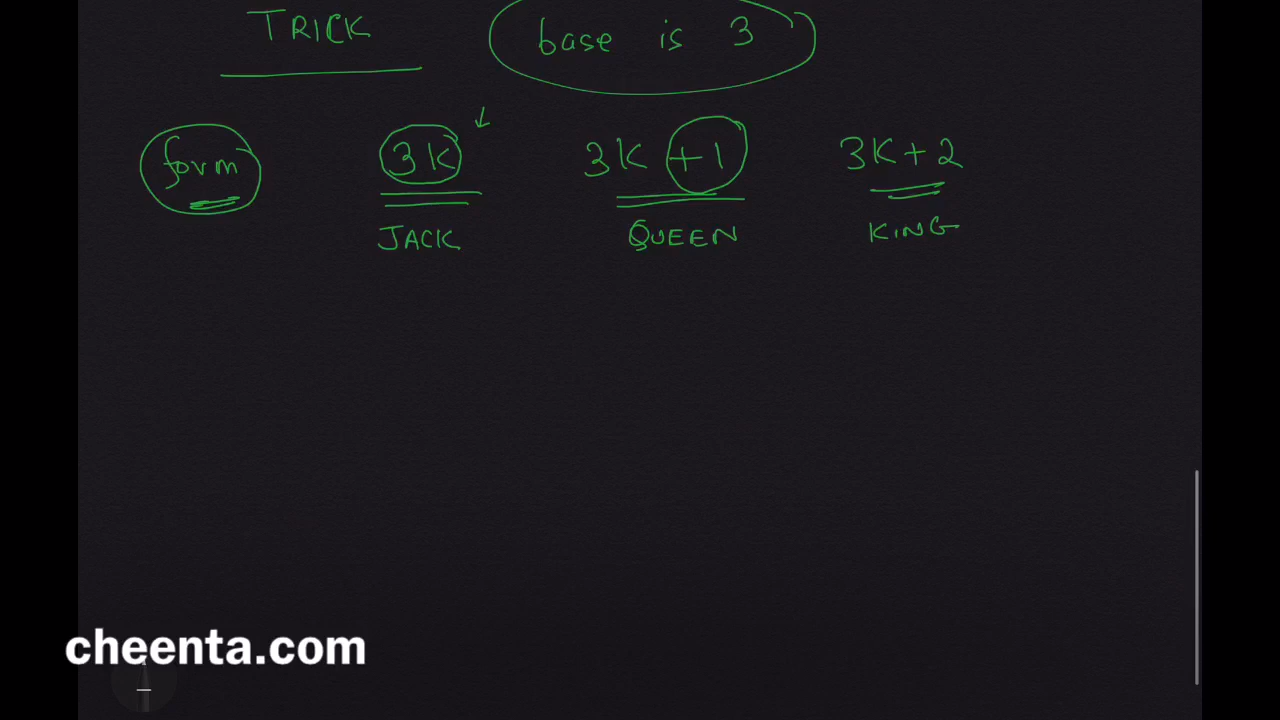 TRICK base is 3
form 3K 3K+1 3K+2
JACK QUEEN KING
cheenta.com